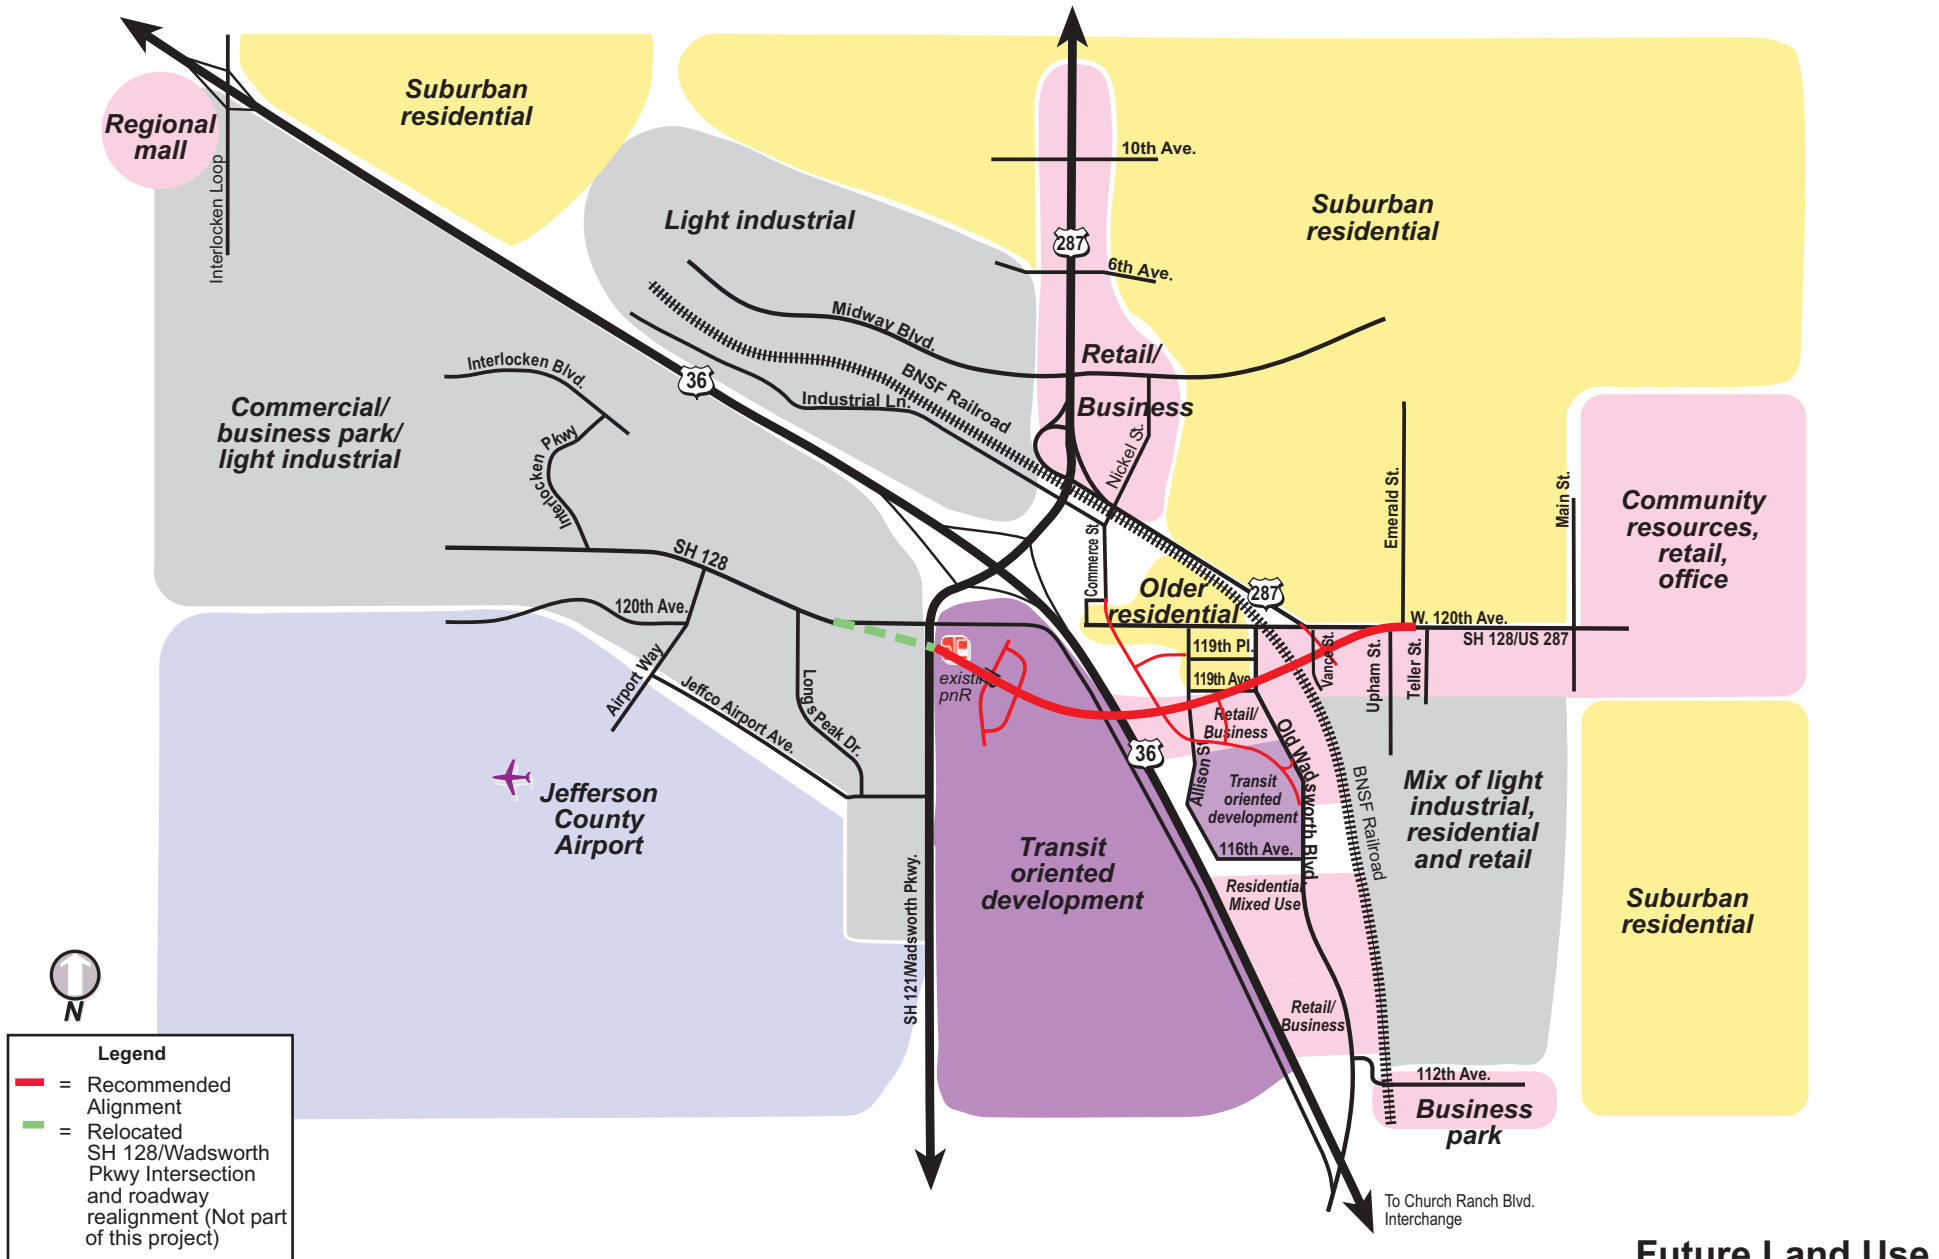 Suburban
residential
Regional
mall
Interlocken Loop
10th Ave.
Suburban
residential
Light industrial
287
6th Ave.
Midway Blvd.
Retail/
Business
BNSF Railroad
36
Interlocken Blvd.
Industrial Ln.
Nickel St.
Commercial/
business park/
light industrial
Interlocken Pkwy
Emerald St.
Main St.
Community
resources,
retail,
office
SH 128
Commerce St.
Older
residential
287
120th Ave.
W. 120th Ave.
SH 128/US 287
119th Pl.
119th Ave.
Vance St.
Upham St.
Teller St.
existing
pnR
Airport Way
Jeffco Airport Ave.
Longs Peak Dr.
Retail/
Business
Allison St.
Old Wadsworth Blvd.
36
BNSF Railroad
Transit
oriented
development
116th Ave.
Mix of light
industrial,
residential
and retail
Jefferson
County
Airport
Transit
oriented
development
SH 121/Wadsworth Pkwy.
Residential
Mixed Use
Suburban
residential
Retail/
Business
112th Ave.
Business
park
To Church Ranch Blvd.
Interchange
N
Legend
= Recommended
Alignment
= Relocated
SH 128/Wadsworth
Pkwy Intersection
and roadway
realignment (Not part
of this project)
Future Land Use